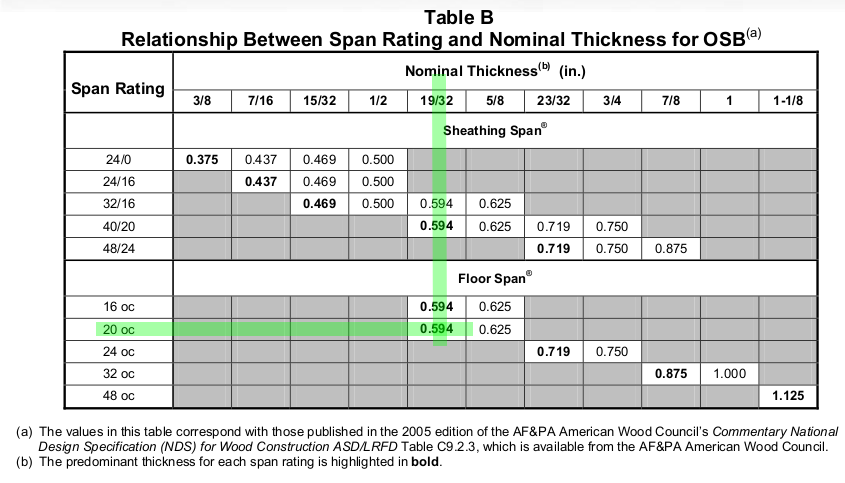 Table B
Relationship Between Span Rating and Nominal Thickness for OSB(a)
Span Rating
Nominal Thickness(b) (in.)
3/8 7/16 15/32 1/2 19/32 5/8 23/32 3/4 7/8 1 1-1/8
Sheathing Span®
24/0 0.375 0.437 0.469 0.500
24/16 0.437 0.469 0.500
32/16 0.469 0.500 0.594 0.625
40/20 0.594 0.625 0.719 0.750
48/24 0.719 0.750 0.875
Floor Span®
16 oc 0.594 0.625
20 oc 0.594 0.625
24 oc 0.719 0.750
32 oc 0.875 1.000
48 oc 1.125
(a) The values in this table correspond with those published in the 2005 edition of the AF&PA American Wood Council's Commentary National
Design Specification (NDS) for Wood Construction ASD/LRFD Table C9.2.3, which is available from the AF&PA American Wood Council.
(b) The predominant thickness for each span rating is highlighted in bold.